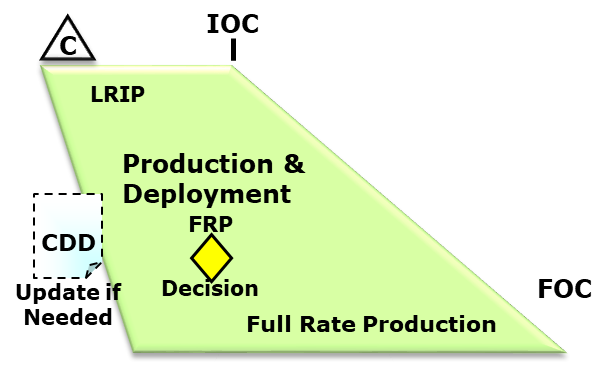 C
IOC
LRIP
Production &
Deployment
FRP
CDD
Decision
Update if
Needed
FOC
Full Rate Production